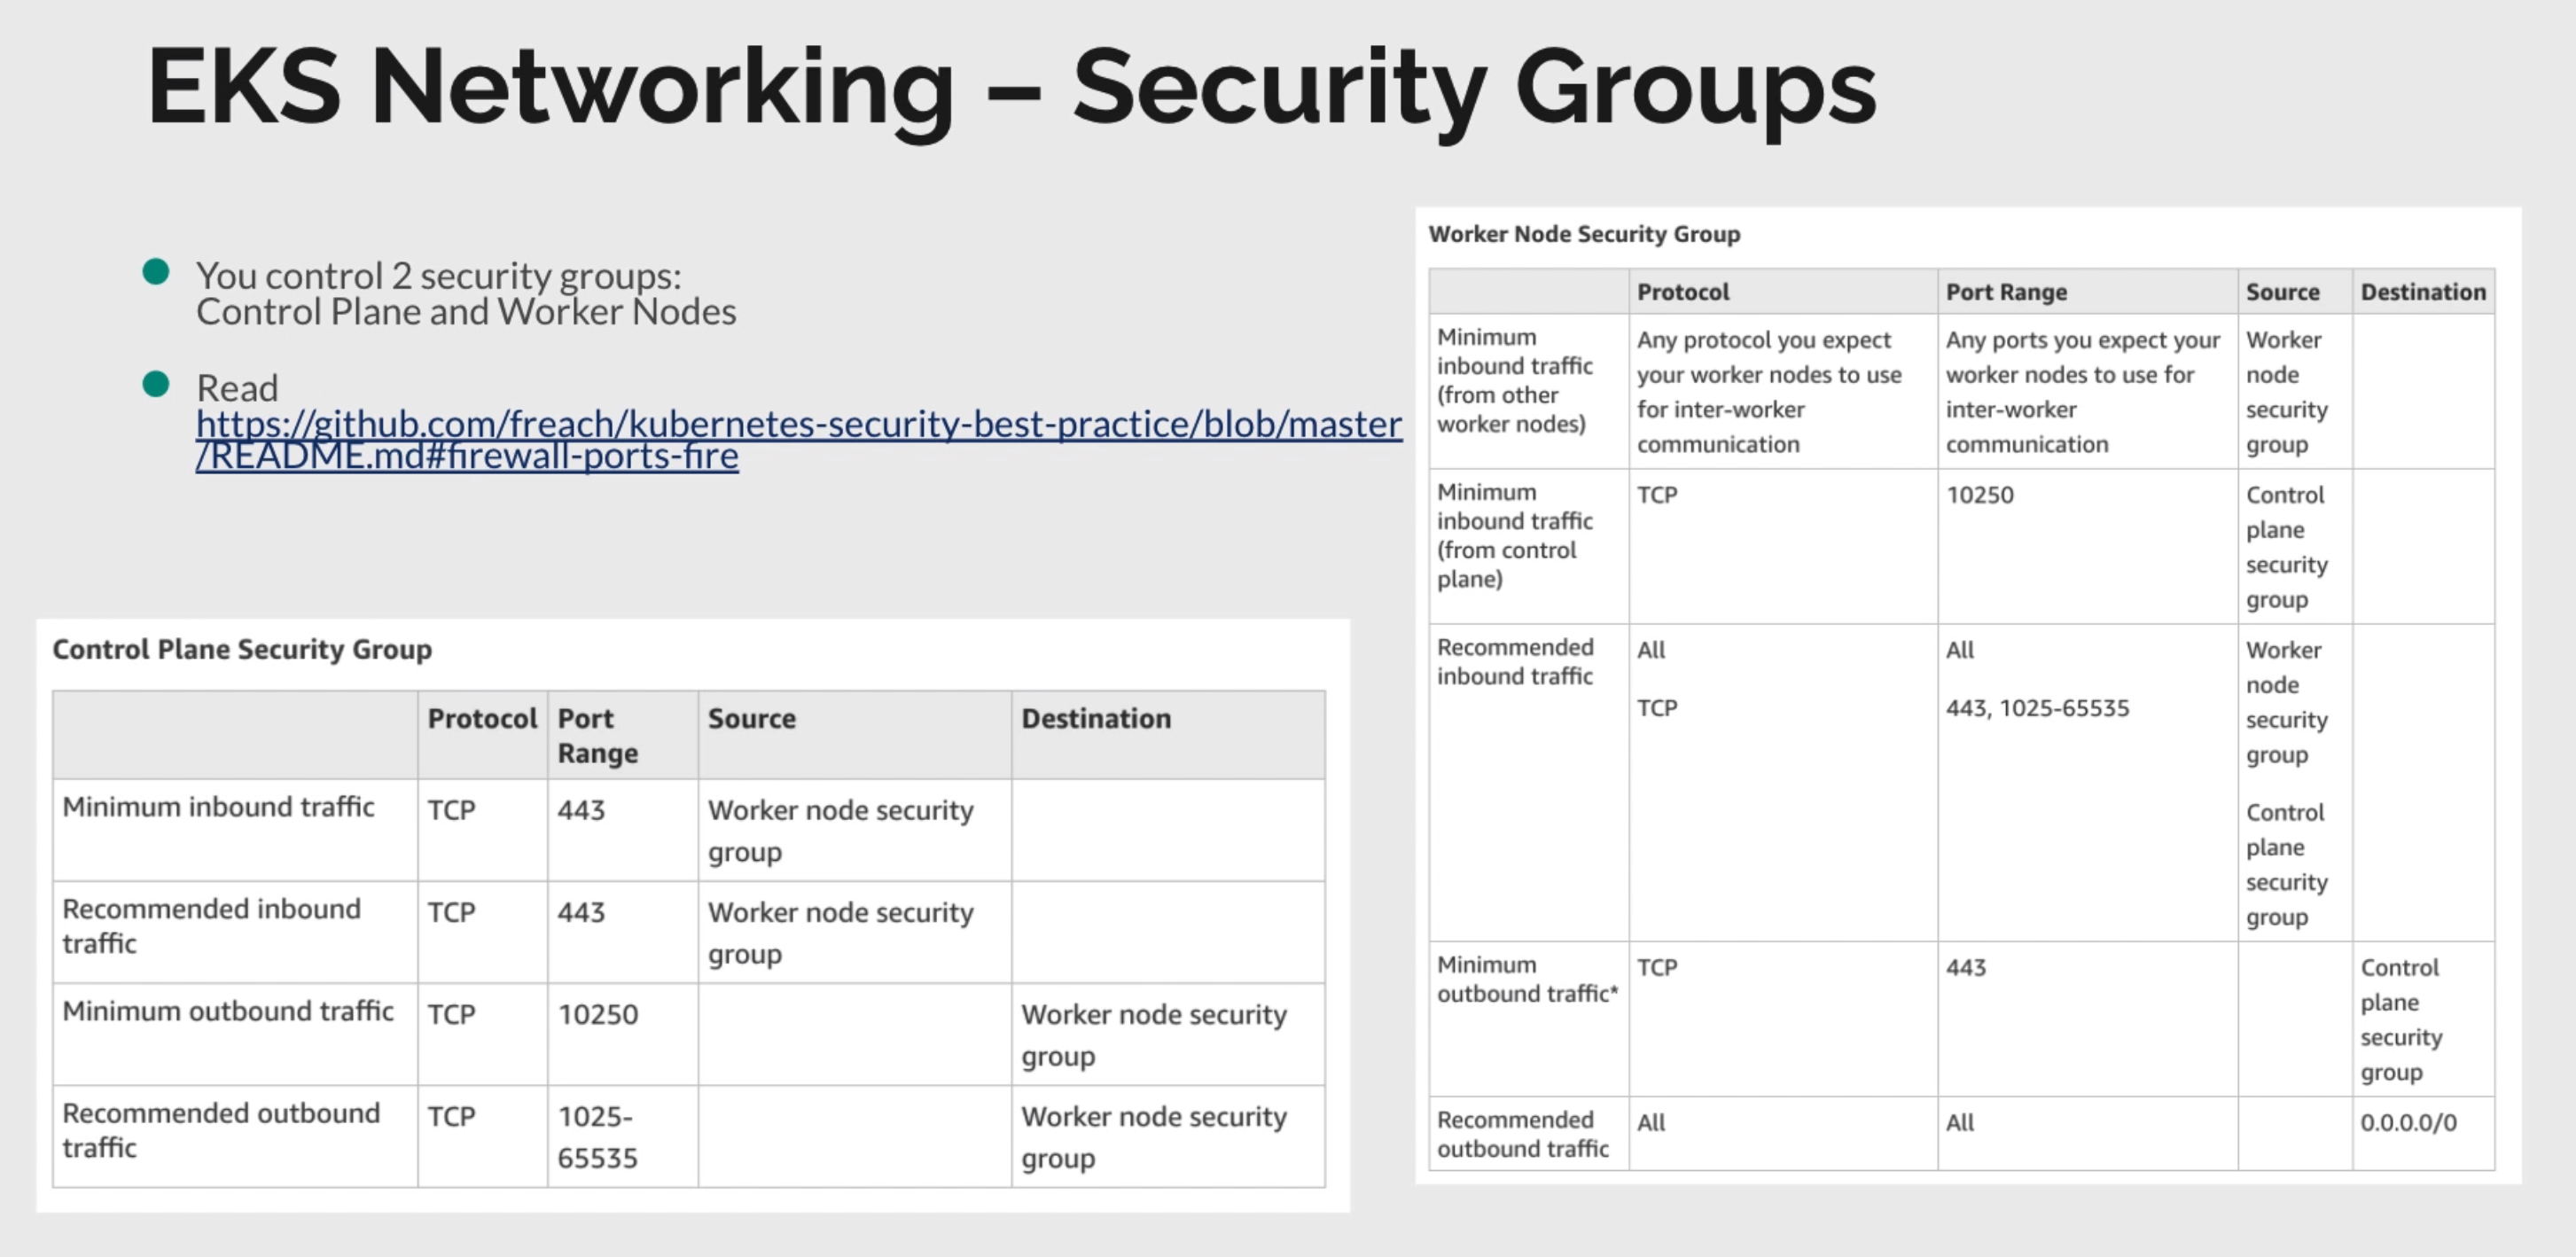 EKS Networking – Security Groups
You control 2 security groups:
Control Plane and Worker Nodes
Read
https://github.com/freach/kubernetes-security-best-practice/blob/master
/README.md#firewall-ports-fire
Control Plane Security Group
Protocol Port Source Destination
Range
Minimum inbound traffic TCP 443 Worker node security
group
Recommended inbound TCP 443 Worker node security
traffic group
Minimum outbound traffic TCP 10250 Worker node security
group
Recommended outbound TCP 1025- Worker node security
traffic 65535 group
Worker Node Security Group
Protocol Port Range Source Destination
Minimum Any protocol you expect Any ports you expect your Worker
inbound traffic your worker nodes to use worker nodes to use for node
(from other for inter-worker inter-worker security
worker nodes) communication communication group
Minimum TCP 10250 Control
inbound traffic plane
(from control security
plane) group
Recommended All All Worker
inbound traffic node
TCP 443, 1025-65535 security
group
Control
plane
security
group
Minimum TCP 443 Control
outbound traffic* plane
security
group
Recommended All All 0.0.0.0/0
outbound traffic